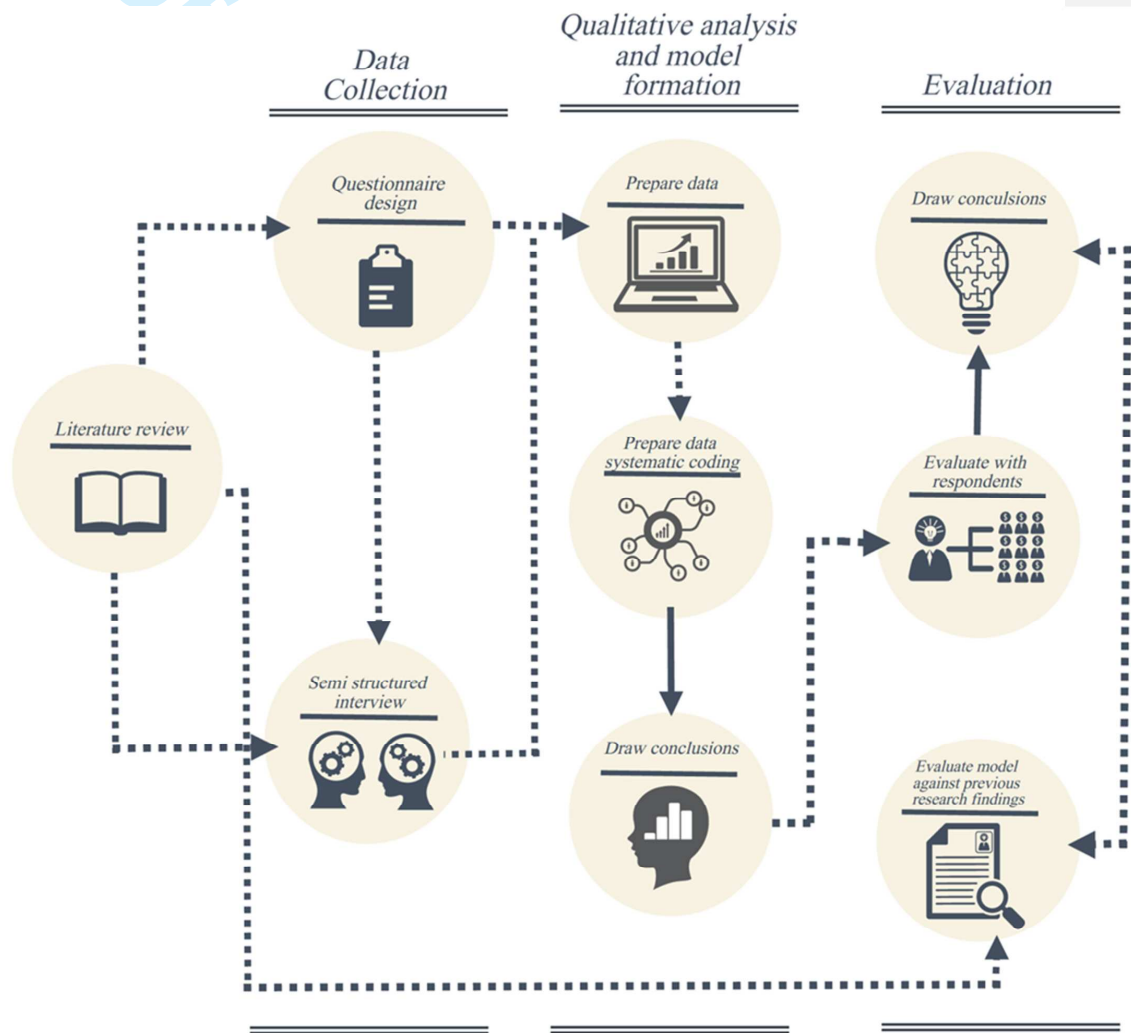 Data
Collection
Qualitative analysis
and model
formation
Evaluation
Questionnaire
design
Prepare data
Draw conculsions
Literature review
Prepare data
systematic coding
Evaluate with
respondents
Semi structured
interview
Draw conclusions
Evaluate model
against previous
research findings